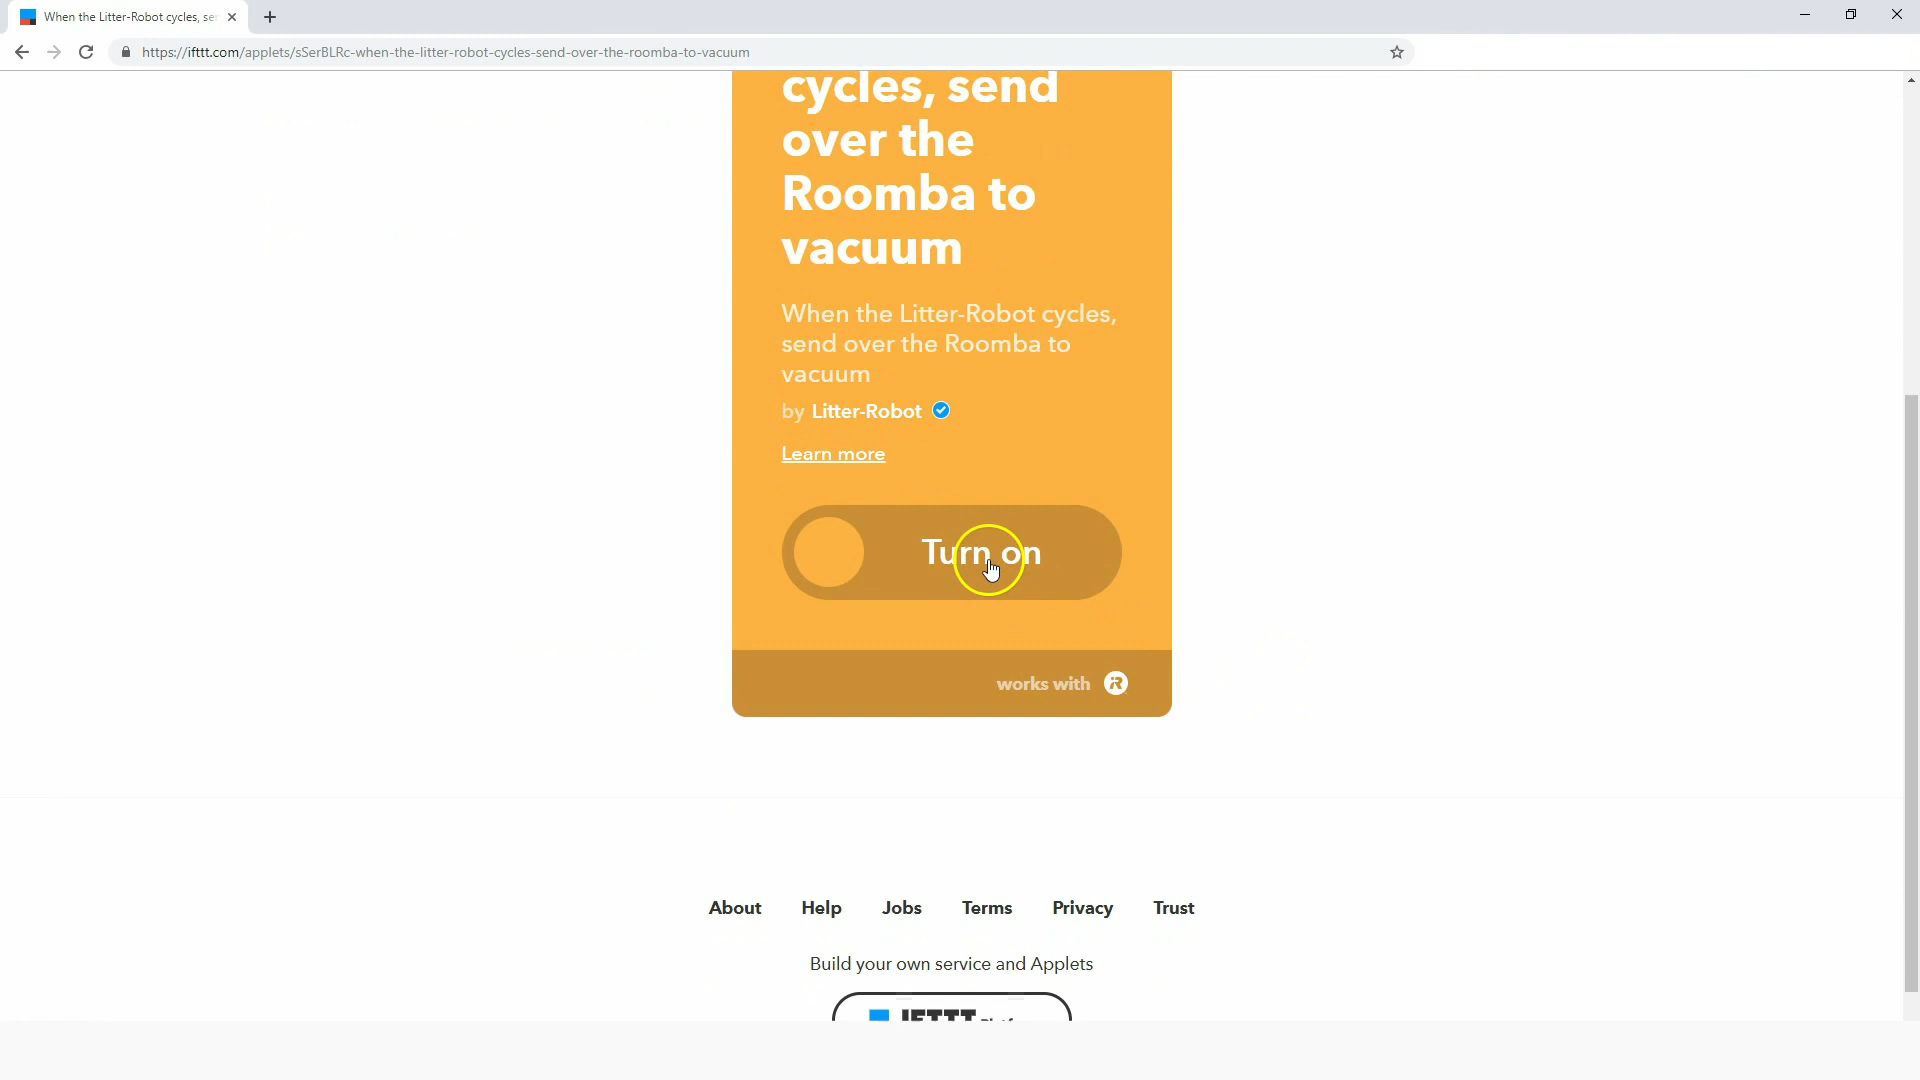 When the Litter-Robot cycles, se
https://ifttt.com/applets/sSerBLRc-when-the-litter-robot-cycles-send-over-the-roomba-to-vacuum
cycles, send
over the
Roomba to
vacuum
When the Litter-Robot cycles,
send over the Roomba to
vacuum
by Litter-Robot
Learn more
Turn on
works with iR
About Help Jobs Terms Privacy Trust
Build your own service and Applets
IFTTT